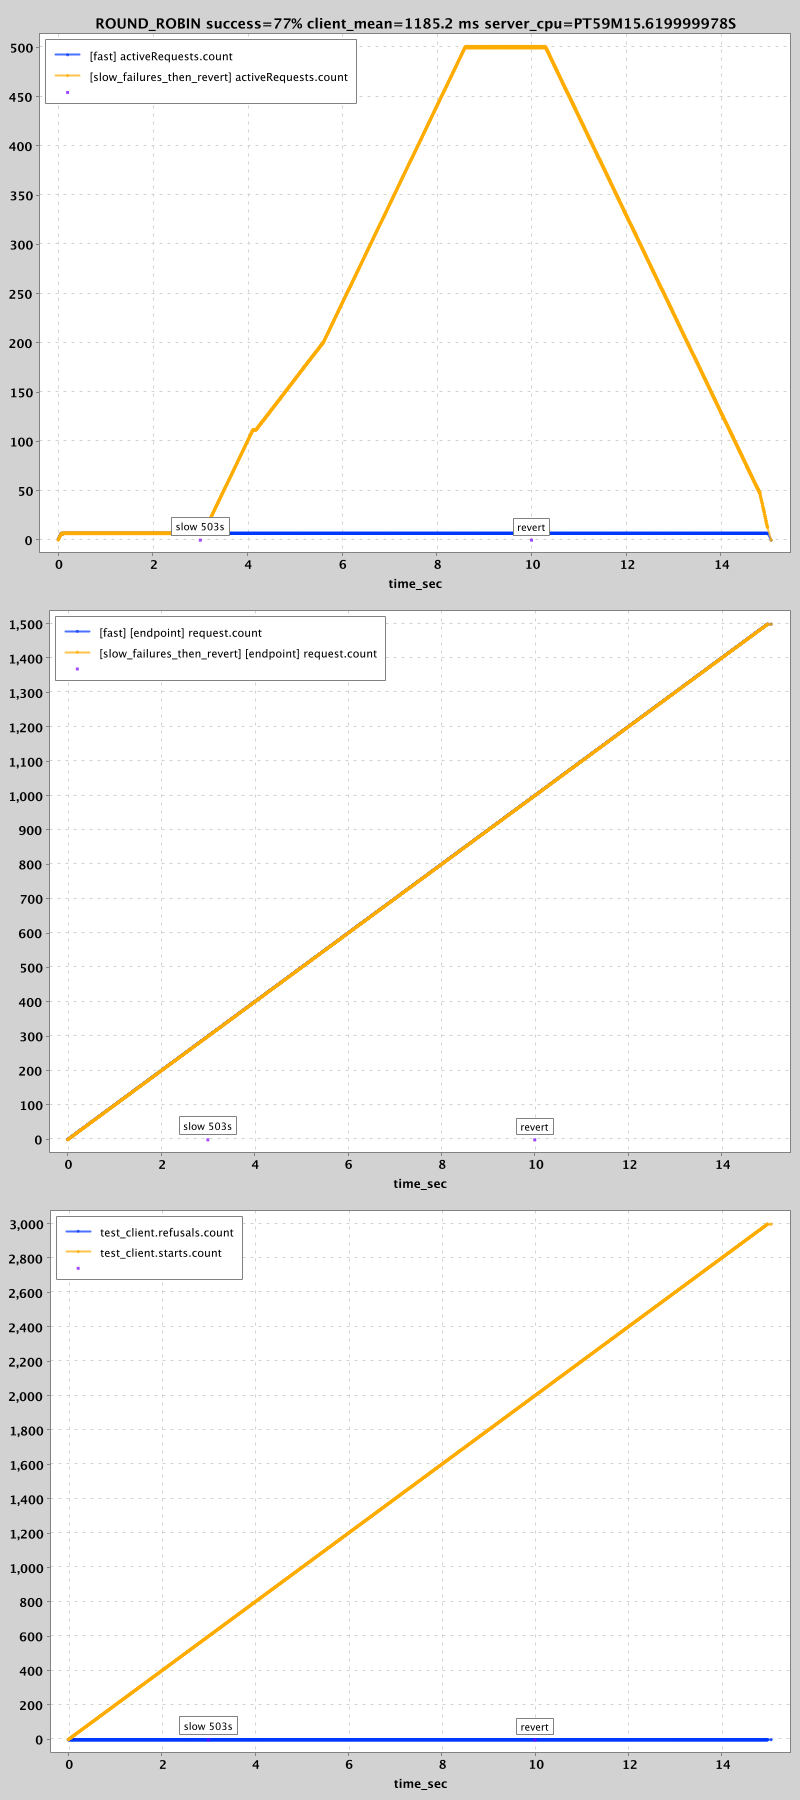 ROUND_ROBIN success=77% client_mean=1185.2 ms server_cpu=PT59M15.619999978S
[fast] activeRequests.count
[slow_failures_then_revert] activeRequests.count
500
450
400
350
300
250
200
150
100
50
0
slow 503s
revert
0 2 4 6 8 10 12 14
time_sec
[fast] [endpoint] request.count
[slow_failures_then_revert] [endpoint] request.count
1,500
1,400
1,300
1,200
1,100
1,000
900
800
700
600
500
400
300
200
100
0
slow 503s
revert
0 2 4 6 8 10 12 14
time_sec
test_client.refusals.count
test_client.starts.count
3,000
2,800
2,600
2,400
2,200
2,000
1,800
1,600
1,400
1,200
1,000
800
600
400
200
0
slow 503s
revert
0 2 4 6 8 10 12 14
time_sec